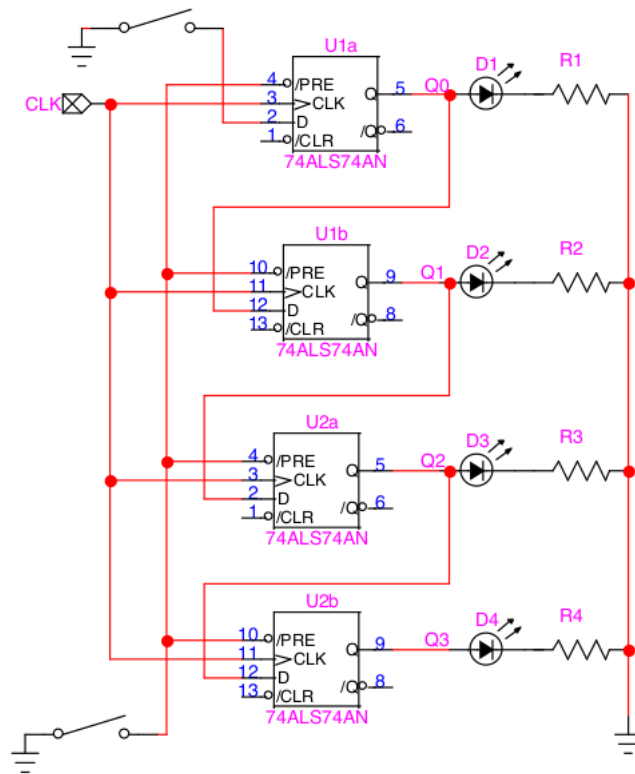 U1a
D1
R1
4 /PRE
CLK 3 CLK Q 5 Q0
2 D
1 /CLR /Q 6
74ALS74AN
U1b
D2
R2
10 /PRE
11 CLK Q 9 Q1
12 D
13 /CLR /Q 8
74ALS74AN
U2a
D3
R3
4 /PRE
3 CLK Q 5 Q2
2 D
1 /CLR /Q 6
74ALS74AN
U2b
D4
R4
10 /PRE
11 CLK Q 9 Q3
12 D
13 /CLR /Q 8
74ALS74AN